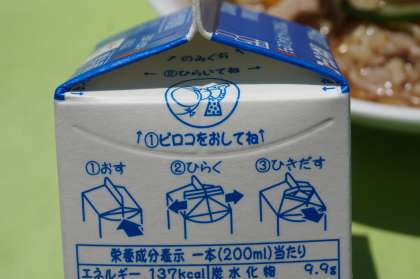 ↑のみくち↑
← ②ひらいてね →
↑①ピロコをおしてね↑
①おす ②ひらく ③ひきだす
栄養成分表示 一本(200ml)当たり
エネルギー 137kcal 炭水化物 9.9g